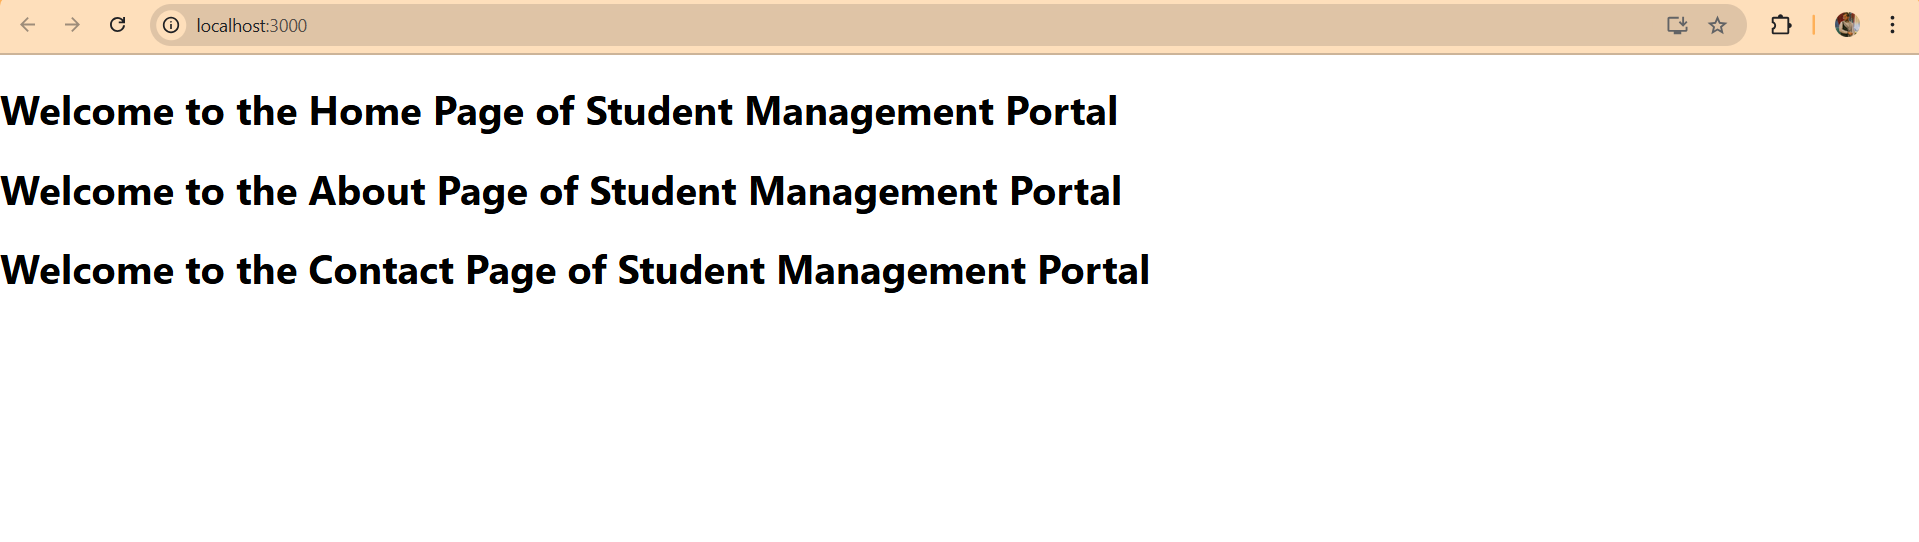 localhost:3000
Welcome to the Home Page of Student Management Portal
Welcome to the About Page of Student Management Portal
Welcome to the Contact Page of Student Management Portal